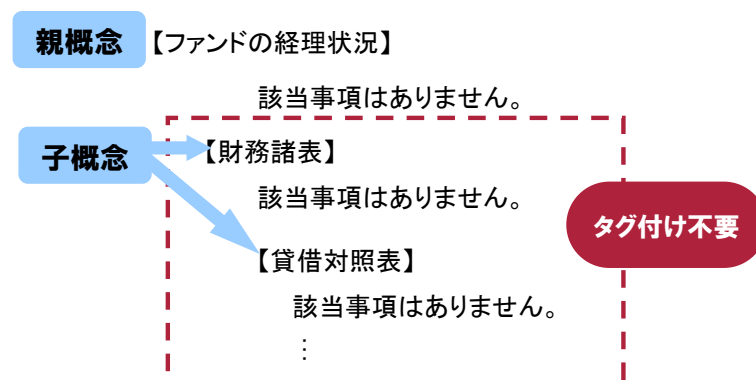 親概念 【ファンドの経理状況】
該当事項はありません。
子概念 【財務諸表】
該当事項はありません。
タグ付け不要
【貸借対照表】
該当事項はありません。
⋮